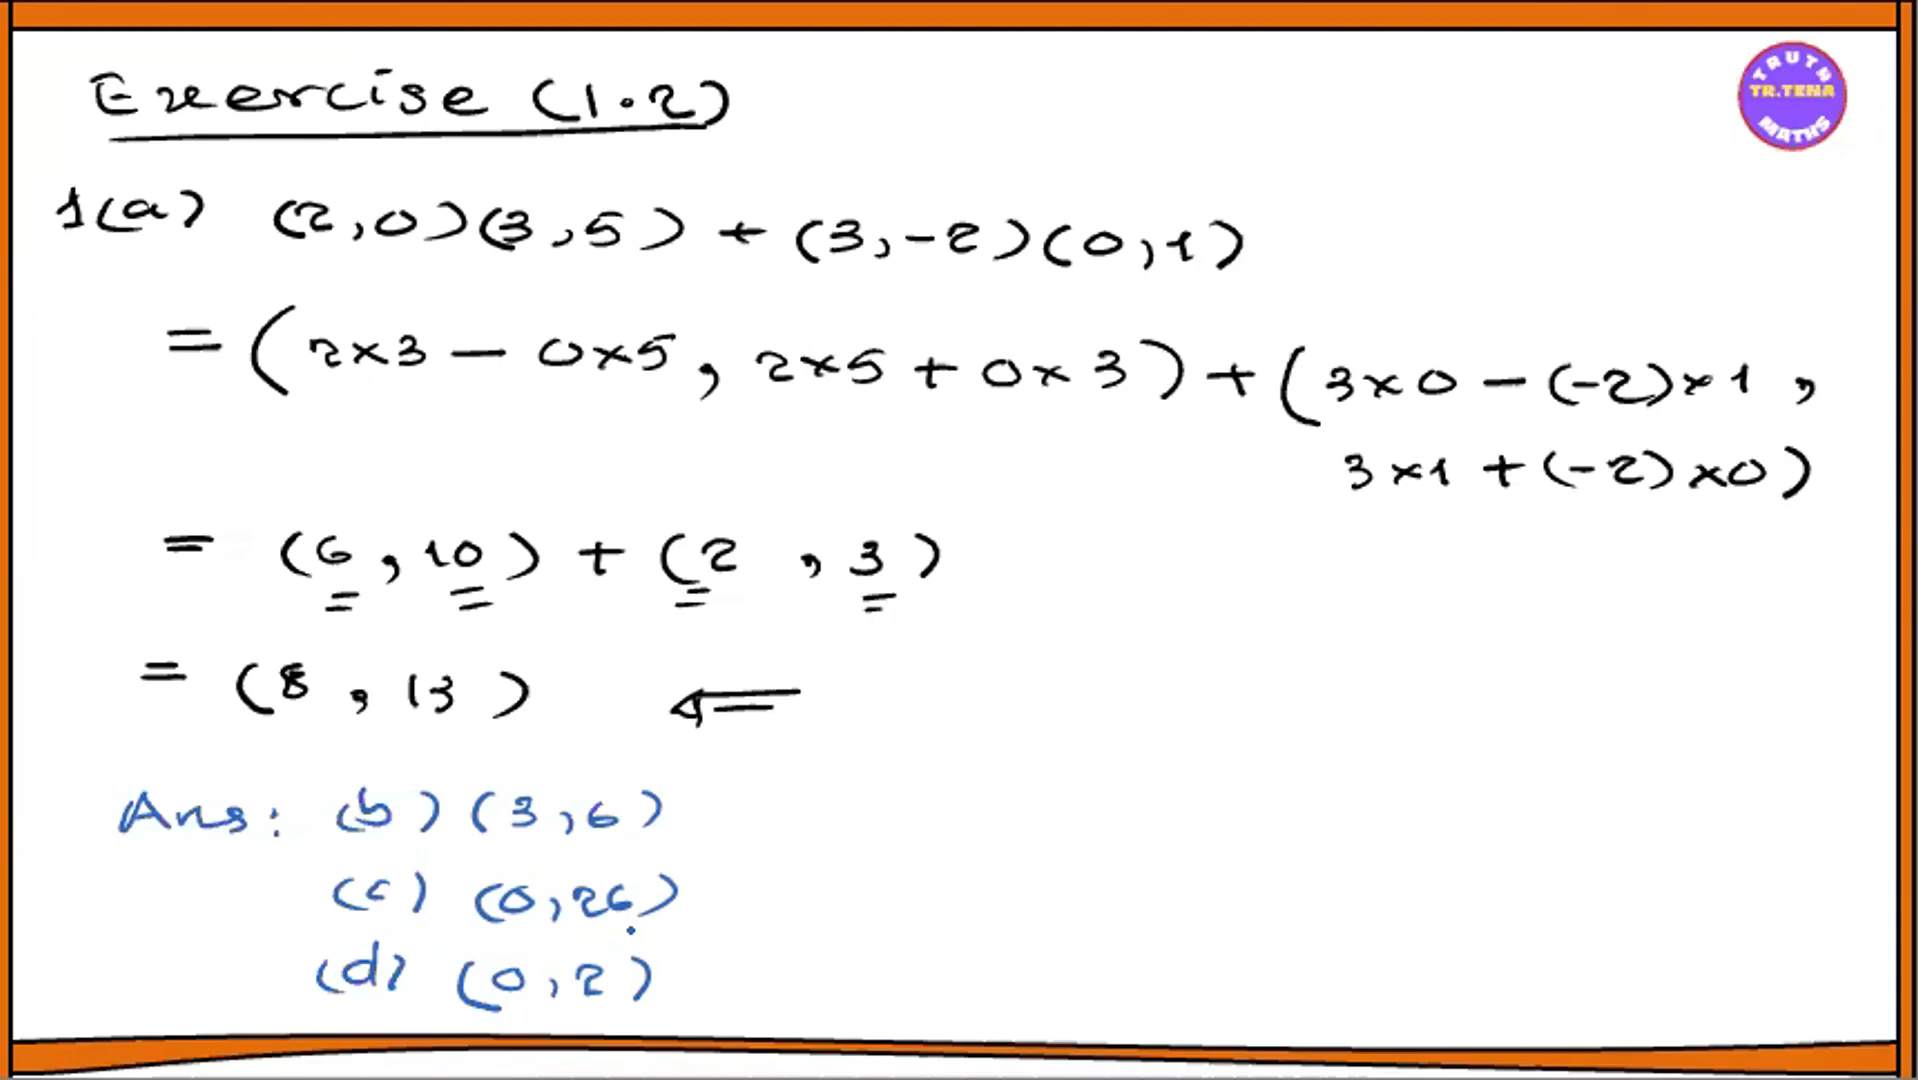 Exercise (1.2)
TRUTH
TR.TENA
MATHS
1(a) (2,0)(3,5) + (3,-2)(0,1)
= (2×3 - 0×5, 2×5 + 0×3) + (3×0 - (-2)×1,
3×1 + (-2)×0)
= (6,10) + (2,3)
= (8,13) ⇐
Ans: (b) (3,6)
(c) (0,26)
(d) (0,2)